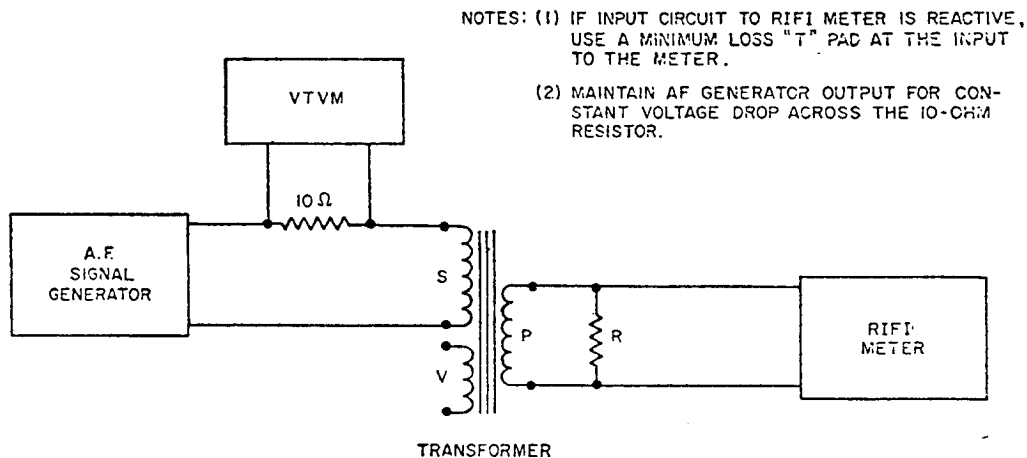 NOTES: (1) IF INPUT CIRCUIT TO RIFI METER IS REACTIVE,
USE A MINIMUM LOSS "T" PAD AT THE INPUT
TO THE METER.
(2) MAINTAIN AF GENERATOR OUTPUT FOR CON-
STANT VOLTAGE DROP ACROSS THE 10-OHM
RESISTOR.
VTVM
10 Ω
A.F.
SIGNAL
GENERATOR
S
V
P
R
RIFI
METER
TRANSFORMER